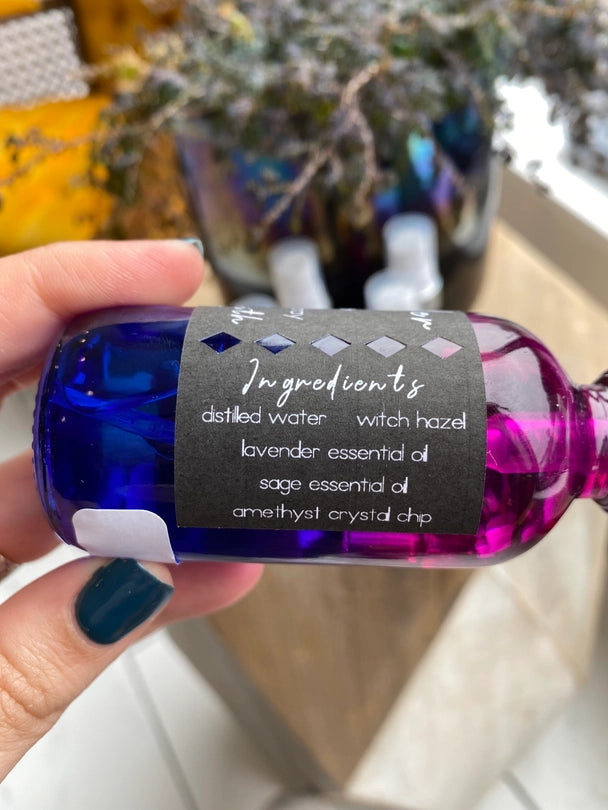 Ingredients
distilled water witch hazel
lavender essential oil
sage essential oil
amethyst crystal chip